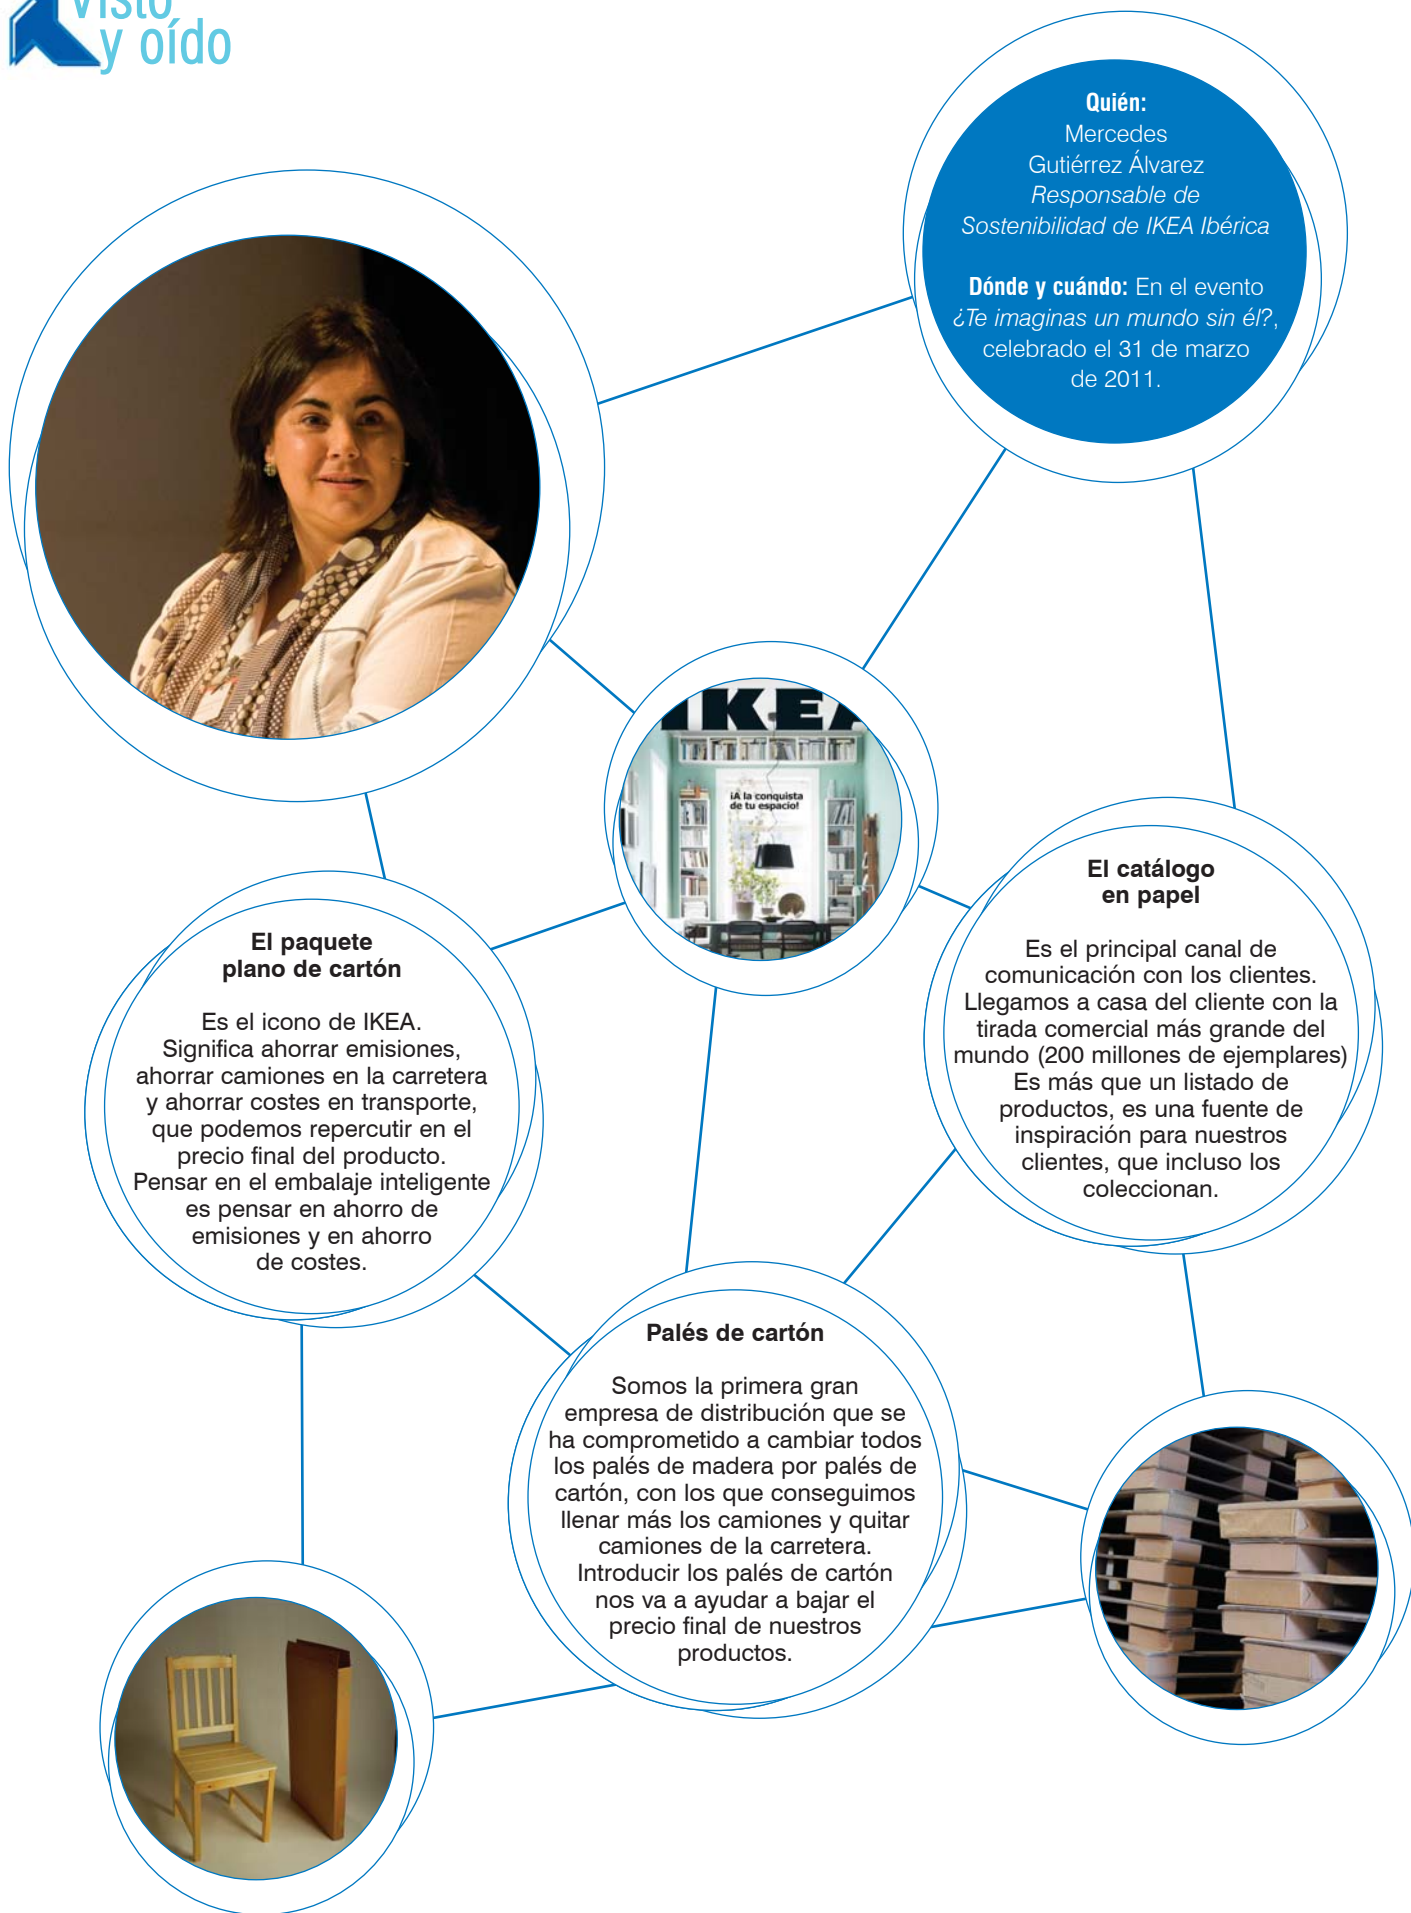 Visto
y oído
Quién:
Mercedes
Gutiérrez Álvarez
Responsable de
Sostenibilidad de IKEA Ibérica
Dónde y cuándo: En el evento
¿Te imaginas un mundo sin él?,
celebrado el 31 de marzo
de 2011.
IKEA
¡A la conquista
de tu espacio!
El catálogo
en papel
Es el principal canal de
comunicación con los clientes.
Llegamos a casa del cliente con la
tirada comercial más grande del
mundo (200 millones de ejemplares)
Es más que un listado de
productos, es una fuente de
inspiración para nuestros
clientes, que incluso los
coleccionan.
El paquete
plano de cartón
Es el icono de IKEA.
Significa ahorrar emisiones,
ahorrar camiones en la carretera
y ahorrar costes en transporte,
que podemos repercutir en el
precio final del producto.
Pensar en el embalaje inteligente
es pensar en ahorro de
emisiones y en ahorro
de costes.
Palés de cartón
Somos la primera gran
empresa de distribución que se
ha comprometido a cambiar todos
los palés de madera por palés de
cartón, con los que conseguimos
llenar más los camiones y quitar
camiones de la carretera.
Introducir los palés de cartón
nos va a ayudar a bajar el
precio final de nuestros
productos.